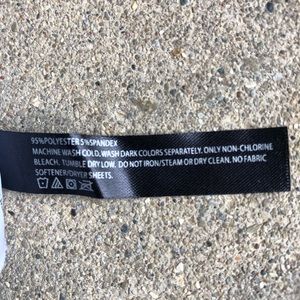 95%POLYESTER 5%SPANDEX
MACHINE WASH COLD. WASH DARK COLORS SEPARATELY. ONLY NON-CHLORINE
BLEACH. TUMBLE DRY LOW. DO NOT IRON/STEAM OR DRY CLEAN. NO FABRIC
SOFTENER/DRYER SHEETS.